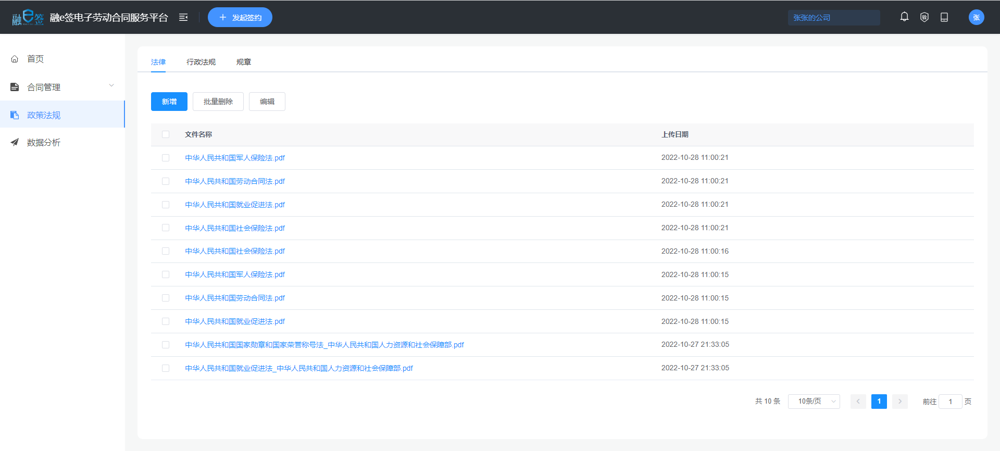 融e签 融e签电子劳动合同服务平台 发起签约 张张的公司 验 张
首页
合同管理
政策法规
数据分析
法律 行政法规 规章
新增 批量删除 编辑
文件名称 上传日期
中华人民共和国军人保险法.pdf 2022-10-28 11:00:21
中华人民共和国劳动合同法.pdf 2022-10-28 11:00:21
中华人民共和国就业促进法.pdf 2022-10-28 11:00:21
中华人民共和国社会保险法.pdf 2022-10-28 11:00:21
中华人民共和国社会保险法.pdf 2022-10-28 11:00:16
中华人民共和国军人保险法.pdf 2022-10-28 11:00:15
中华人民共和国劳动合同法.pdf 2022-10-28 11:00:15
中华人民共和国就业促进法.pdf 2022-10-28 11:00:15
中华人民共和国国家勋章和国家荣誉称号法_中华人民共和国人力资源和社会保障部.pdf 2022-10-27 21:33:05
中华人民共和国就业促进法_中华人民共和国人力资源和社会保障部.pdf 2022-10-27 21:33:05
共 10 条 10条/页 1 前往 1 页